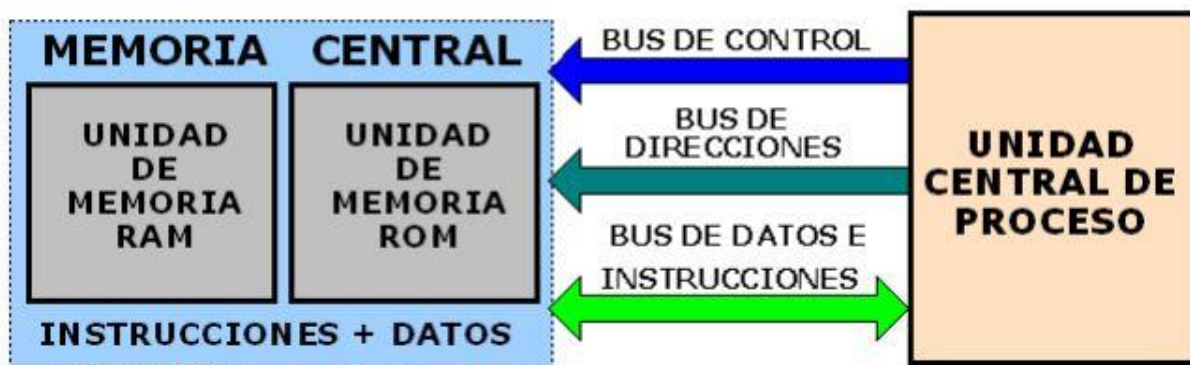 MEMORIA CENTRAL
UNIDAD
DE
MEMORIA
RAM
UNIDAD
DE
MEMORIA
ROM
INSTRUCCIONES + DATOS
BUS DE CONTROL
BUS DE
DIRECCIONES
BUS DE DATOS E
INSTRUCCIONES
UNIDAD
CENTRAL DE
PROCESO